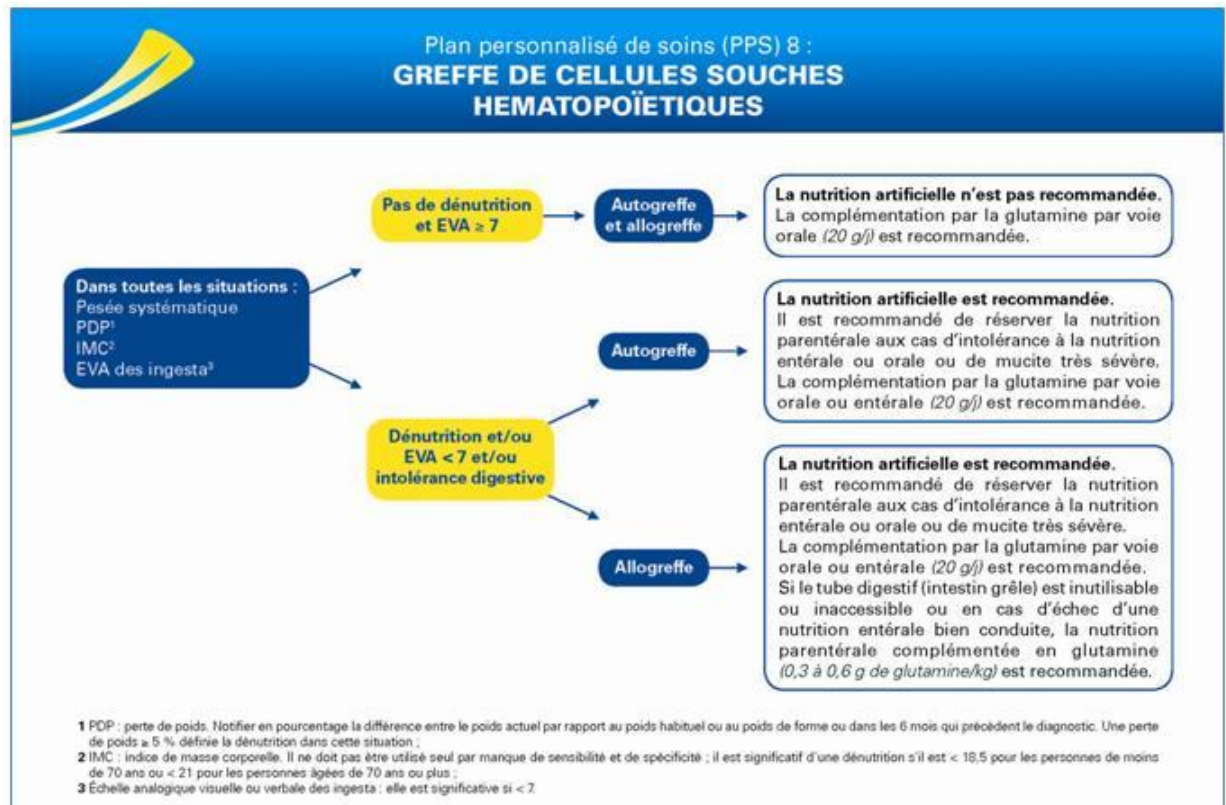 Plan personnalisé de soins (PPS) 8 :
GREFFE DE CELLULES SOUCHES
HEMATOPOÏETIQUES
Pas de dénutrition
et EVA ≥ 7
Autogreffe
et allogreffe
La nutrition artificielle n'est pas recommandée.
La complémentation par la glutamine par voie
orale (20 g/j) est recommandée.
Dans toutes les situations :
Pesée systématique
PDP¹
IMC²
EVA des ingesta³
Autogreffe
La nutrition artificielle est recommandée.
Il est recommandé de réserver la nutrition
parentérale aux cas d'intolérance à la nutrition
entérale ou orale ou de mucite très sévère.
La complémentation par la glutamine par voie
orale ou entérale (20 g/j) est recommandée.
Dénutrition et/ou
EVA < 7 et/ou
intolérance digestive
Allogreffe
La nutrition artificielle est recommandée.
Il est recommandé de réserver la nutrition
parentérale aux cas d'intolérance à la nutrition
entérale ou orale ou de mucite très sévère.
La complémentation par la glutamine par voie
orale ou entérale (20 g/j) est recommandée.
Si le tube digestif (intestin grêle) est inutilisable
ou inaccessible ou en cas d'échec d'une
nutrition entérale bien conduite, la nutrition
parentérale complémentée en glutamine
(0,3 à 0,6 g de glutamine/kg) est recommandée.
1 PDP : perte de poids. Notifier en pourcentage la différence entre le poids actuel par rapport au poids habituel ou au poids de forme ou dans les 6 mois qui précèdent le diagnostic. Une perte
de poids ≥ 5 % définie la dénutrition dans cette situation ;
2 IMC : indice de masse corporelle. Il ne doit pas être utilisé seul par manque de sensibilité et de spécificité ; il est significatif d'une dénutrition s'il est < 18,5 pour les personnes de moins
de 70 ans ou < 21 pour les personnes âgées de 70 ans ou plus ;
3 Échelle analogique visuelle ou verbale des ingesta : elle est significative si < 7.